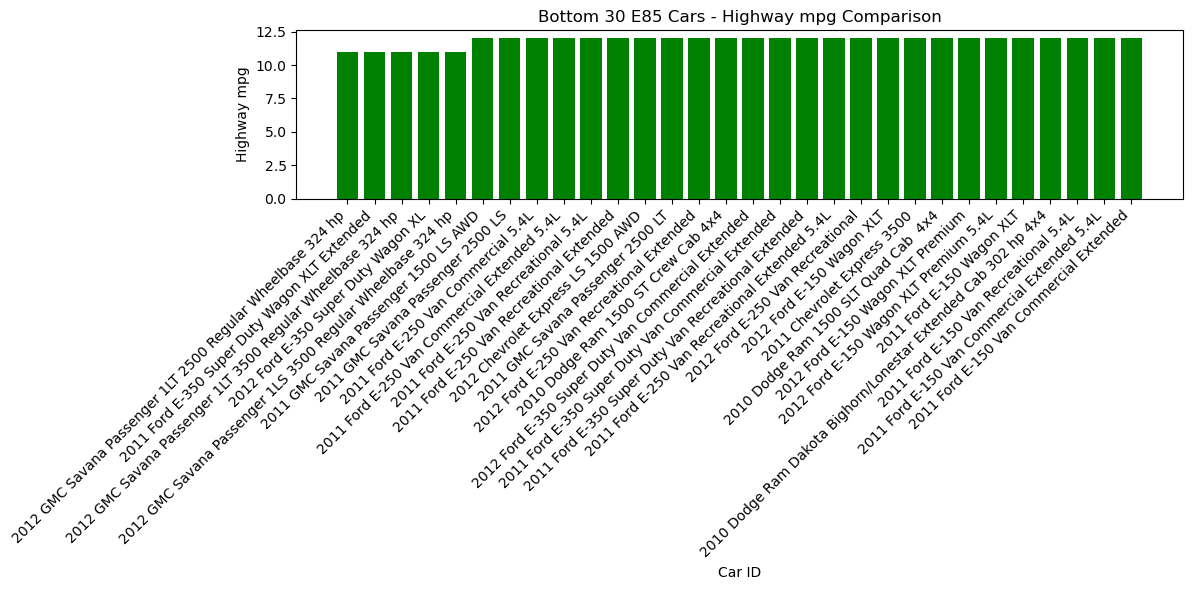 Bottom 30 E85 Cars - Highway mpg Comparison
Highway mpg
12.5
10.0
7.5
5.0
2.5
0.0
2012 GMC Savana Passenger 1LT 2500 Regular Wheelbase 324 hp
2011 Ford E-350 Super Duty Wagon XLT Extended
2012 GMC Savana Passenger 1LT 3500 Regular Wheelbase 324 hp
2012 Ford E-350 Super Duty Wagon XL
2012 GMC Savana Passenger 1LS 3500 Regular Wheelbase 324 hp
2011 GMC Savana Passenger 1500 LS AWD
2011 GMC Savana Passenger 2500 LS
2011 Ford E-250 Van Commercial 5.4L
2011 Ford E-250 Van Commercial Extended 5.4L
2011 Ford E-250 Van Recreational 5.4L
2011 Ford E-250 Van Recreational Extended
2012 Chevrolet Express LS 1500 AWD
2011 GMC Savana Passenger 2500 LT
2012 Ford E-250 Van Recreational Extended
2010 Dodge Ram 1500 ST Crew Cab 4x4
2012 Ford E-350 Super Duty Van Commercial Extended
2011 Ford E-350 Super Duty Van Commercial Extended
2011 Ford E-350 Super Duty Van Recreational Extended
2011 Ford E-250 Van Recreational Extended 5.4L
2012 Ford E-250 Van Recreational
2012 Ford E-150 Wagon XLT
2011 Chevrolet Express 3500
2010 Dodge Ram 1500 SLT Quad Cab  4x4
2012 Ford E-150 Wagon XLT Premium
2012 Ford E-150 Wagon XLT Premium 5.4L
2011 Ford E-150 Wagon XLT
2010 Dodge Ram Dakota Bighorn/Lonestar Extended Cab 302 hp 4x4
2011 Ford E-150 Van Recreational 5.4L
2011 Ford E-150 Van Commercial Extended 5.4L
2011 Ford E-150 Van Commercial Extended
Car ID